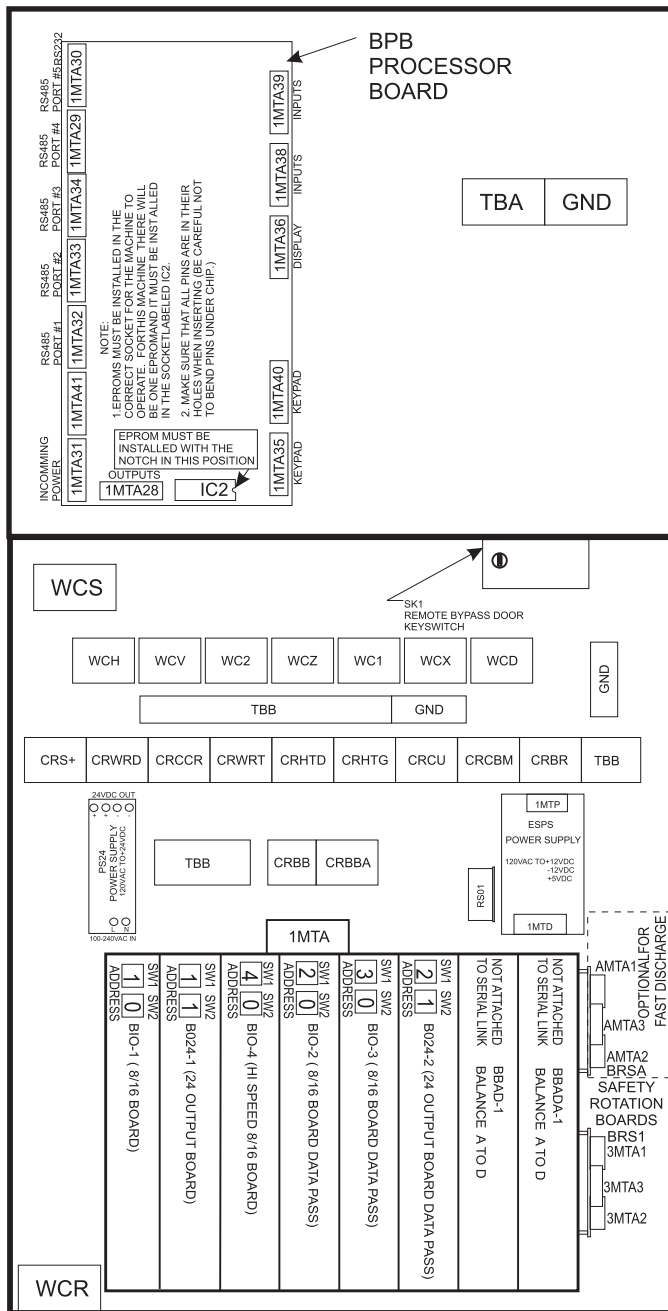 BPB
PROCESSOR
BOARD
RS232
RS485
PORT #5
1MTA30
RS485
PORT #4
1MTA29
RS485
PORT #3
1MTA34
RS485
PORT #2
1MTA33
RS485
PORT #1
1MTA32
1MTA41
INCOMMING
POWER
1MTA31
NOTE:
1.EPROMS MUST BE INSTALLED IN THE
CORRECT SOCKET FOR THE MACHINE TO
OPERATE. FORTHIS MACHINE THERE WILL
BE ONE EPROMAND IT MUST BE INST ALLED
IN THE SOCKETLABELED IC2.
2. MAKE SURE THAT ALL PINS ARE IN THEIR
HOLES WHEN INSERTING (BE CAREFUL NOT
TO BEND PINS UNDER CHIP.)
EPROM MUST BE
INSTALLED WITH THE
NOTCH IN THIS POSITION
OUTPUTS
1MTA28
IC2
1MTA39
INPUTS
1MTA38
INPUTS
1MTA36
DISPLAY
1MTA40
KEYPAD
1MTA35
KEYPAD
TBA
GND
WCS
SK1
REMOTE BYPASS DOOR
KEYSWITCH
WCH
WCV
WC2
WCZ
WC1
WCX
WCD
GND
TBB
GND
CRS+
CRWRD
CRCCR
CRWRT
CRHTD
CRHTG
CRCU
CRCBM
CRBR
TBB
24VDC OUT
+ + - -
PS24
POWER SUPPLY
120VAC TO+24VDC
L N
100-240VAC IN
TBB
CRBB
CRBBA
RS01
1MTP
ESPS
POWER SUPPLY
120VAC TO+12VDC
-12VDC
+5VDC
1MTD
1MTA
SW1 SW2
1 0
ADDRESS
BIO-1 ( 8/16 BOARD)
SW1 SW2
1 1
ADDRESS
B024-1 (24 OUTPUT BOARD)
SW1 SW2
4 0
ADDRESS
BIO-4 (HI SPEED 8/16 BOARD)
SW1 SW2
2 0
ADDRESS
BIO-2 ( 8/16 BOARD DATA PASS)
SW1 SW2
3 0
ADDRESS
BIO-3 ( 8/16 BOARD DATA PASS)
SW1 SW2
2 1
ADDRESS
B024-2 (24 OUTPUT BOARD DATA PASS)
NOT ATTACHED
TO SERIAL LINK
BBAD-1
BALANCE A TO D
NOT ATTACHED
TO SERIAL LINK
BBADA-1
BALANCE A TO D
OPTIONAL FOR
FAST DISCHARGE
AMTA1
AMTA3
AMTA2
BRSA
SAFETY
ROTATION
BOARDS
BRS1
3MTA1
3MTA3
3MTA2
WCR